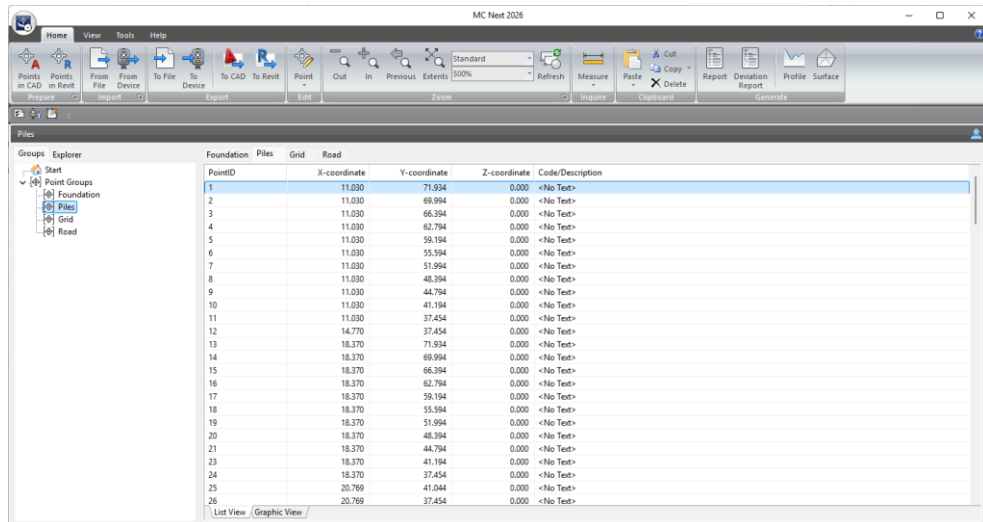 MC Next 2026
Home View Tools Help
Points in CAD Points in Revit From File From Device To File To Device To CAD To Revit Point Out In Previous Extents Standard 500% Refresh Measure Paste Cut Copy Delete Report Deviation Report Profile Surface
Prepare Import Export Edit Zoom Inquire Clipboard Generate
Piles
Groups Explorer
Start
Point Groups
Foundation
Piles
Grid
Road
Foundation Piles Grid Road
PointID X-coordinate Y-coordinate Z-coordinate Code/Description
1 11.030 71.934 0.000 <No Text>
2 11.030 69.994 0.000 <No Text>
3 11.030 66.394 0.000 <No Text>
4 11.030 62.794 0.000 <No Text>
5 11.030 59.194 0.000 <No Text>
6 11.030 55.594 0.000 <No Text>
7 11.030 51.994 0.000 <No Text>
8 11.030 48.394 0.000 <No Text>
9 11.030 44.794 0.000 <No Text>
10 11.030 41.194 0.000 <No Text>
11 11.030 37.454 0.000 <No Text>
12 14.770 37.454 0.000 <No Text>
13 18.370 71.934 0.000 <No Text>
14 18.370 69.994 0.000 <No Text>
15 18.370 66.394 0.000 <No Text>
16 18.370 62.794 0.000 <No Text>
17 18.370 59.194 0.000 <No Text>
18 18.370 55.594 0.000 <No Text>
19 18.370 51.994 0.000 <No Text>
20 18.370 48.394 0.000 <No Text>
21 18.370 44.794 0.000 <No Text>
23 18.370 41.194 0.000 <No Text>
24 18.370 37.454 0.000 <No Text>
25 20.769 41.044 0.000 <No Text>
26 20.769 37.454 0.000 <No Text>
List View Graphic View